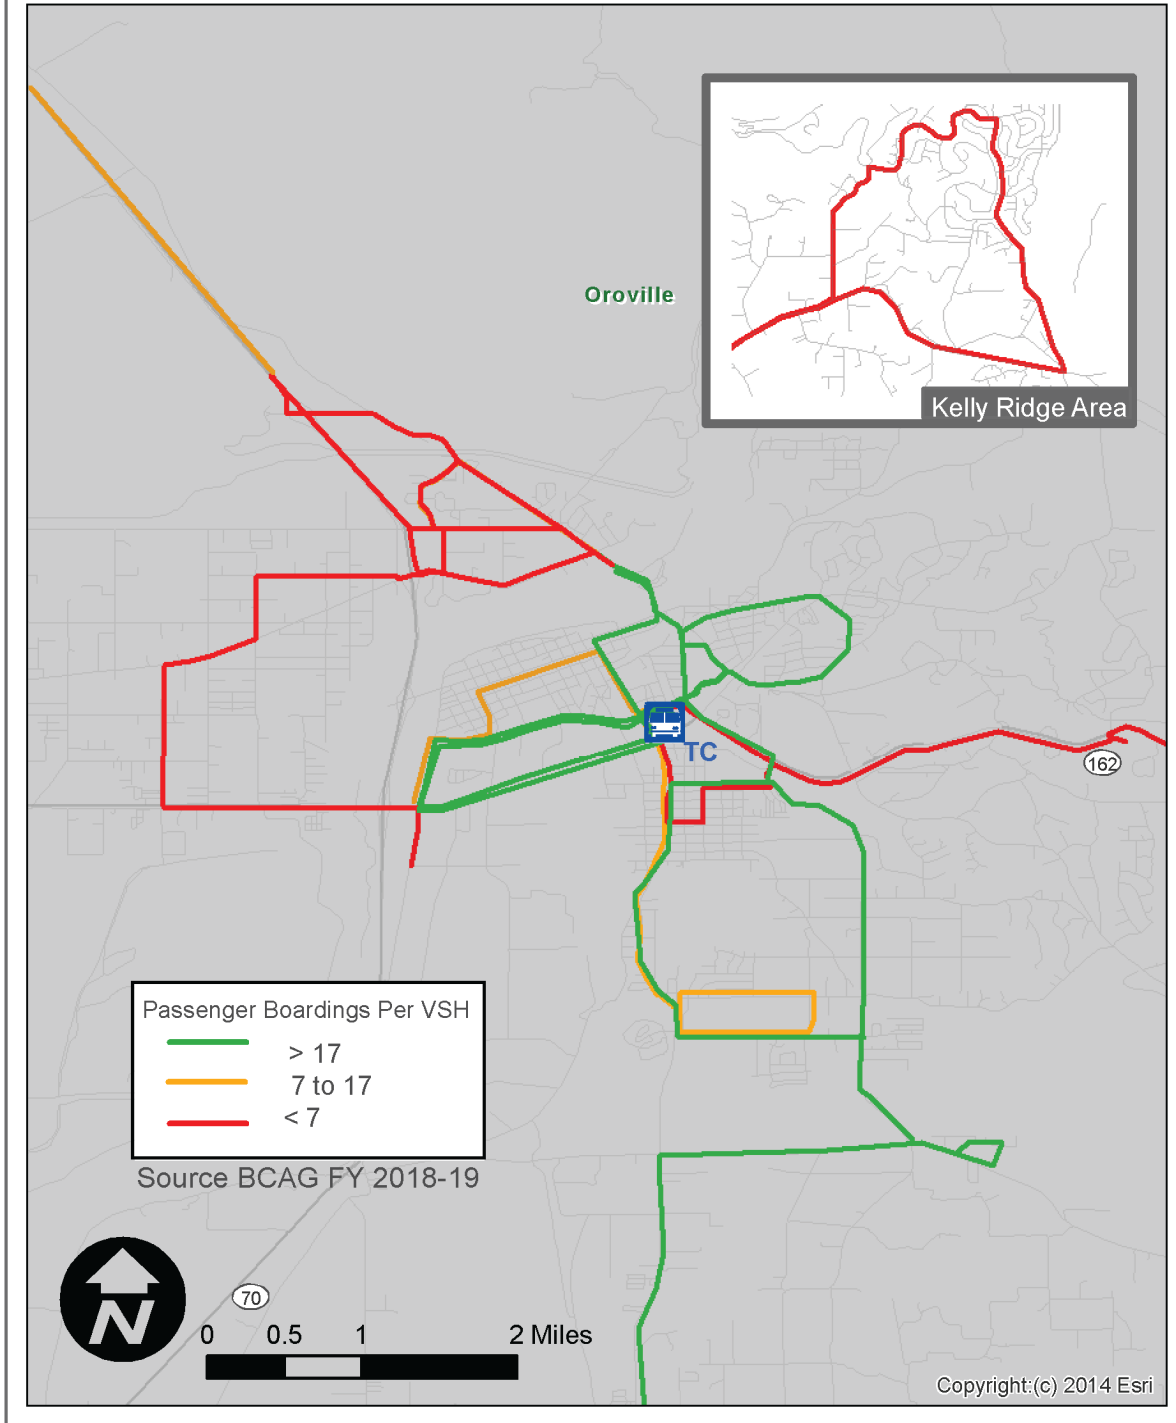 Oroville
Kelly Ridge Area
TC
162
Passenger Boardings Per VSH
> 17
7 to 17
< 7
Source BCAG FY 2018-19
N
70
0 0.5 1 2 Miles
Copyright:(c) 2014 Esri